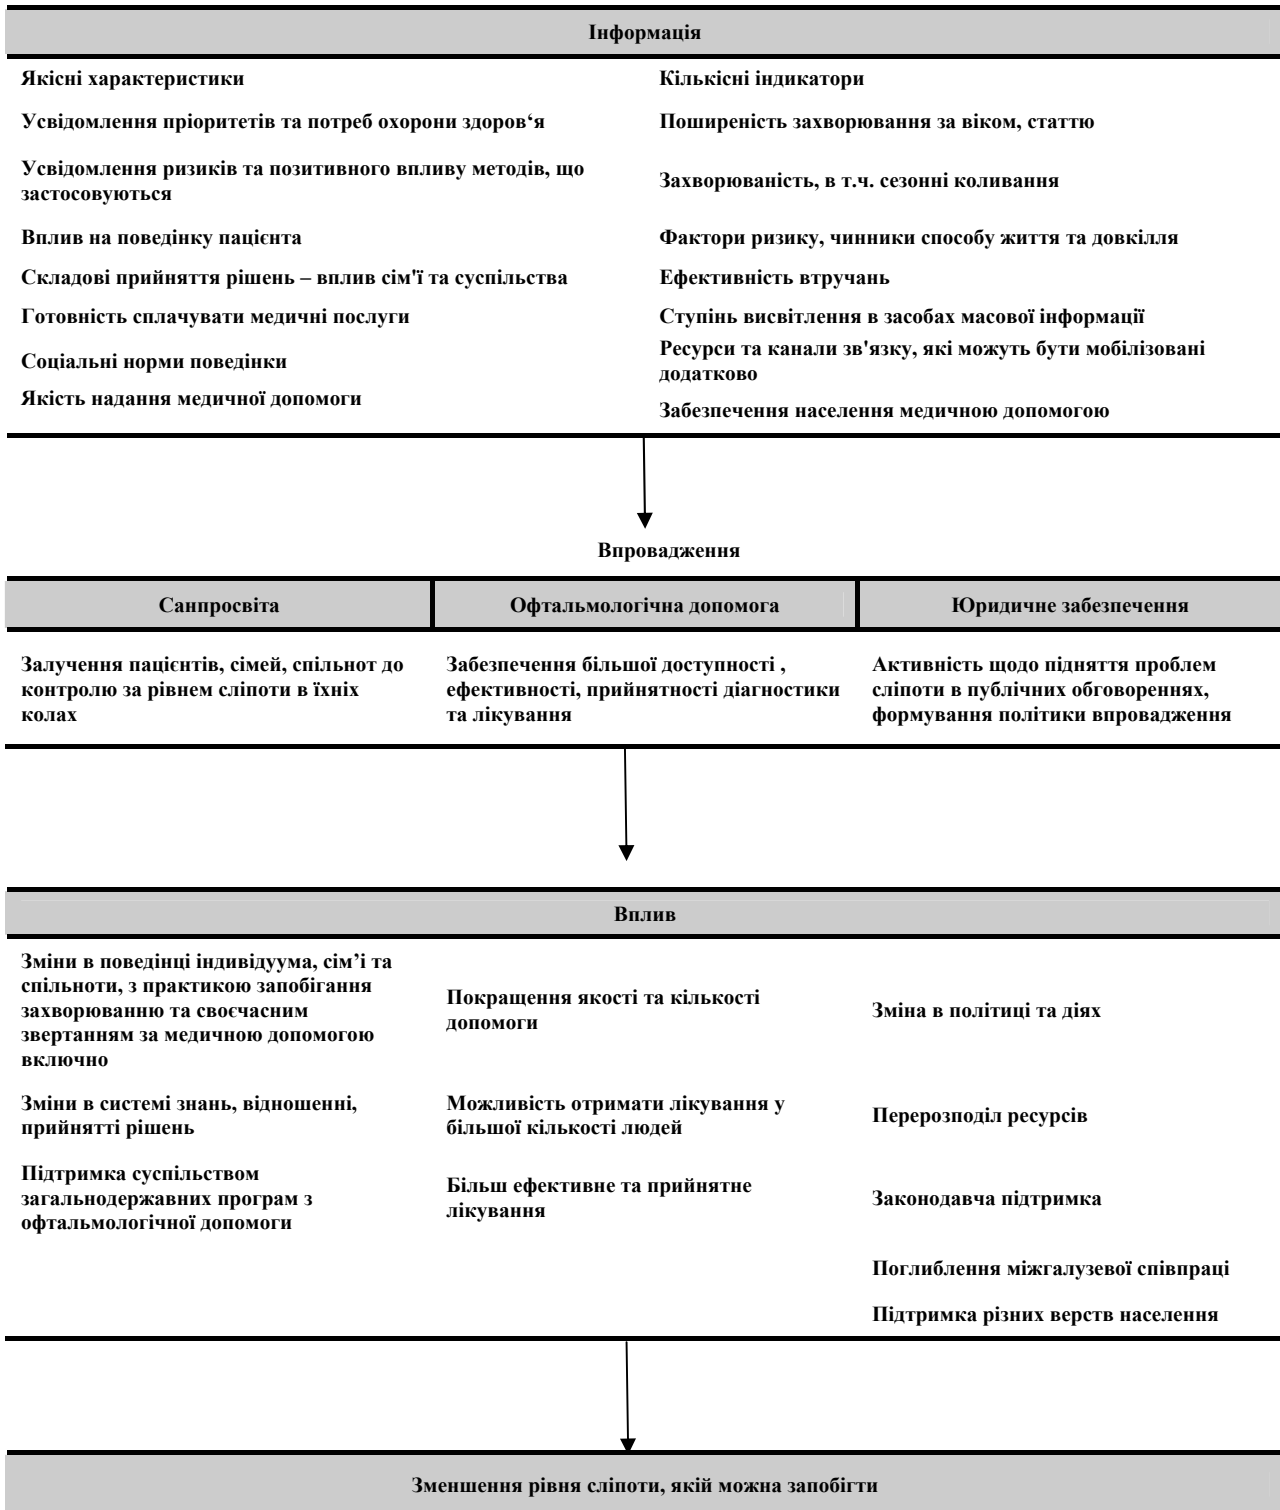 Інформація
Якісні характеристики
Кількісні індикатори
Усвідомлення пріоритетів та потреб охорони здоров‘я
Поширеність захворювання за віком, статтю
Усвідомлення ризиків та позитивного впливу методів, що
застосовуються
Захворюваність, в т.ч. сезонні коливання
Вплив на поведінку пацієнта
Фактори ризику, чинники способу життя та довкілля
Складові прийняття рішень – вплив сім'ї та суспільства
Ефективність втручань
Готовність сплачувати медичні послуги
Ступінь висвітлення в засобах масової інформації
Соціальні норми поведінки
Ресурси та канали зв'язку, які можуть бути мобілізовані
додатково
Якість надання медичної допомоги
Забезпечення населення медичною допомогою
Впровадження
Санпросвіта
Офтальмологічна допомога
Юридичне забезпечення
Залучення пацієнтів, сімей, спільнот до
контролю за рівнем сліпоти в їхніх
колах
Забезпечення більшої доступності ,
ефективності, прийнятності діагностики
та лікування
Активність щодо підняття проблем
сліпоти в публічних обговореннях,
формування політики впровадження
Вплив
Зміни в поведінці індивідуума, сім’ї та
спільноти, з практикою запобігання
захворюванню та своєчасним
звертанням за медичною допомогою
включно
Покращення якості та кількості
допомоги
Зміна в політиці та діях
Зміни в системі знань, відношенні,
прийнятті рішень
Можливість отримати лікування у
більшої кількості людей
Перерозподіл ресурсів
Підтримка суспільством
загальнодержавних програм з
офтальмологічної допомоги
Більш ефективне та прийнятне
лікування
Законодавча підтримка
Поглиблення міжгалузевої співпраці
Підтримка різних верств населення
Зменшення рівня сліпоти, якій можна запобігти